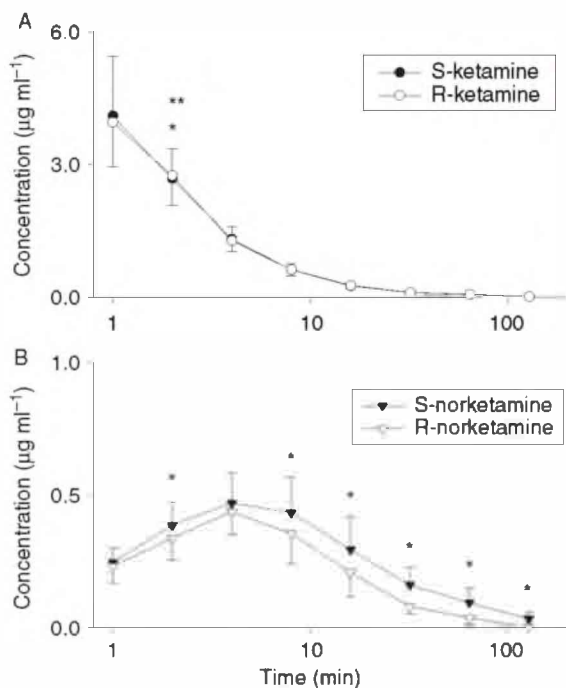 A
6.0
3.0
0.0
Concentration (μg ml⁻¹)
S-ketamine
R-ketamine
**
*
1
10
100
B
1.0
0.5
0.0
Concentration (μg ml⁻¹)
S-norketamine
R-norketamine
*
*
*
*
*
*
1
10
100
Time (min)